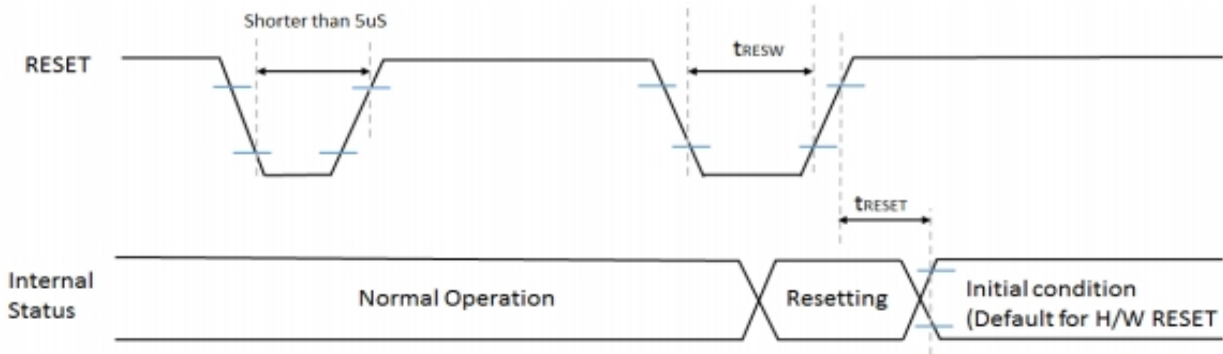 Shorter than 5uS
RESET
tRESW
tRESET
Internal
Status
Normal Operation
Resetting
Initial condition
(Default for H/W RESET